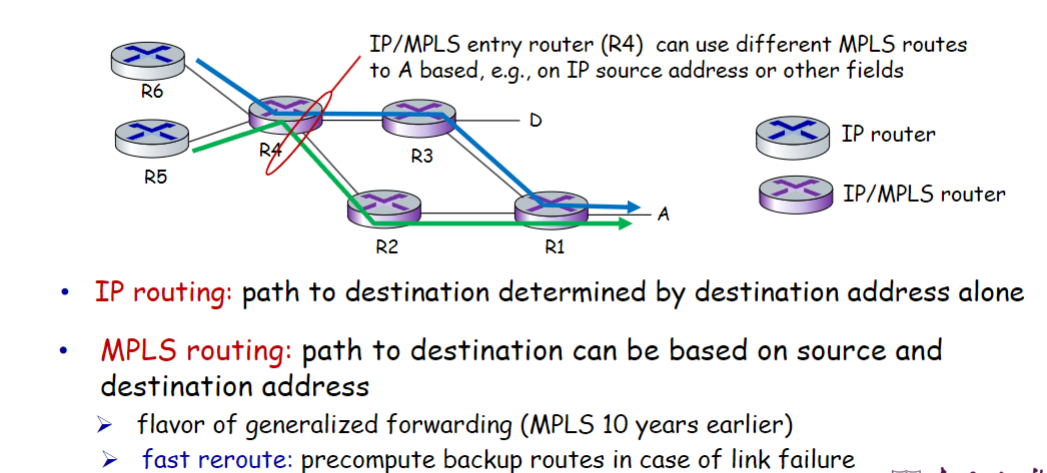 IP/MPLS entry router (R4) can use different MPLS routes
to A based, e.g., on IP source address or other fields
R6
R5
R4
R3
D
R2
R1
A
IP router
IP/MPLS router
• IP routing: path to destination determined by destination address alone
• MPLS routing: path to destination can be based on source and
destination address
➢ flavor of generalized forwarding (MPLS 10 years earlier)
➢ fast reroute: precompute backup routes in case of link failure